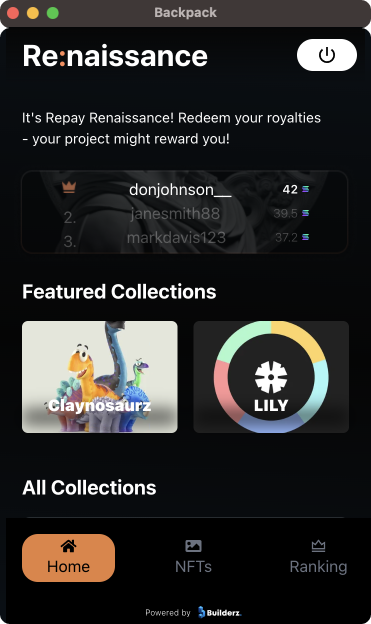 Backpack
Re:naissance
It's Repay Renaissance! Redeem your royalties
- your project might reward you!
donjohnson__ 42
2. janesmith88 39.5
3. markdavis123 37.2
Featured Collections
Claynosaurz LILY
All Collections
Home NFTs Ranking
Powered by Builderz.